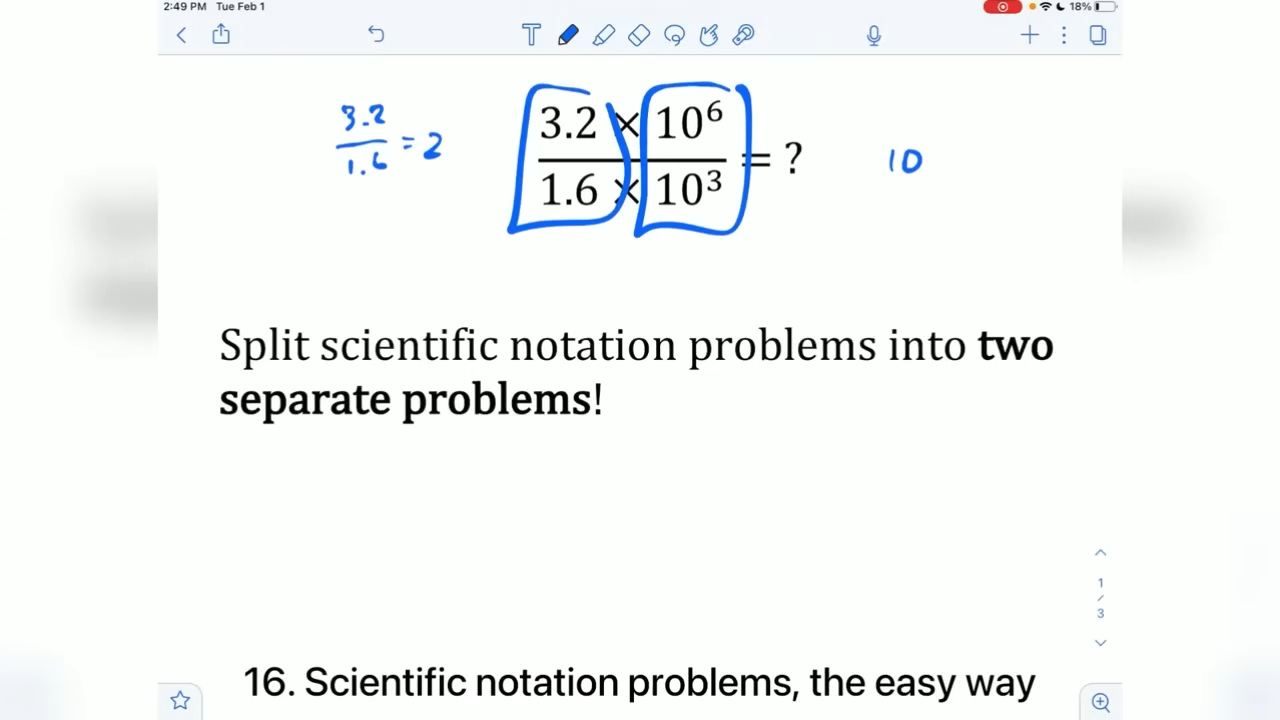 2:49 PM Tue Feb 1
18%
3.2
1.6 = 2
3.2 × 10⁶
1.6 × 10³
= ?
10
Split scientific notation problems into two
separate problems!
1
/
3
16. Scientific notation problems, the easy way